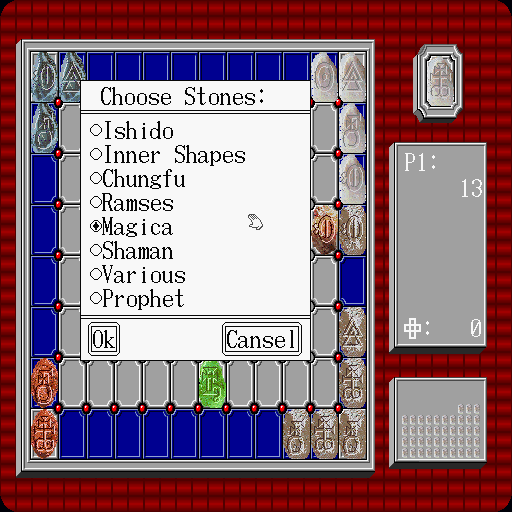 Choose Stones:
Ishido
Inner Shapes
Chungfu
Ramses
Magica
Shaman
Various
Prophet
Ok Cansel
P1:
13
: 0